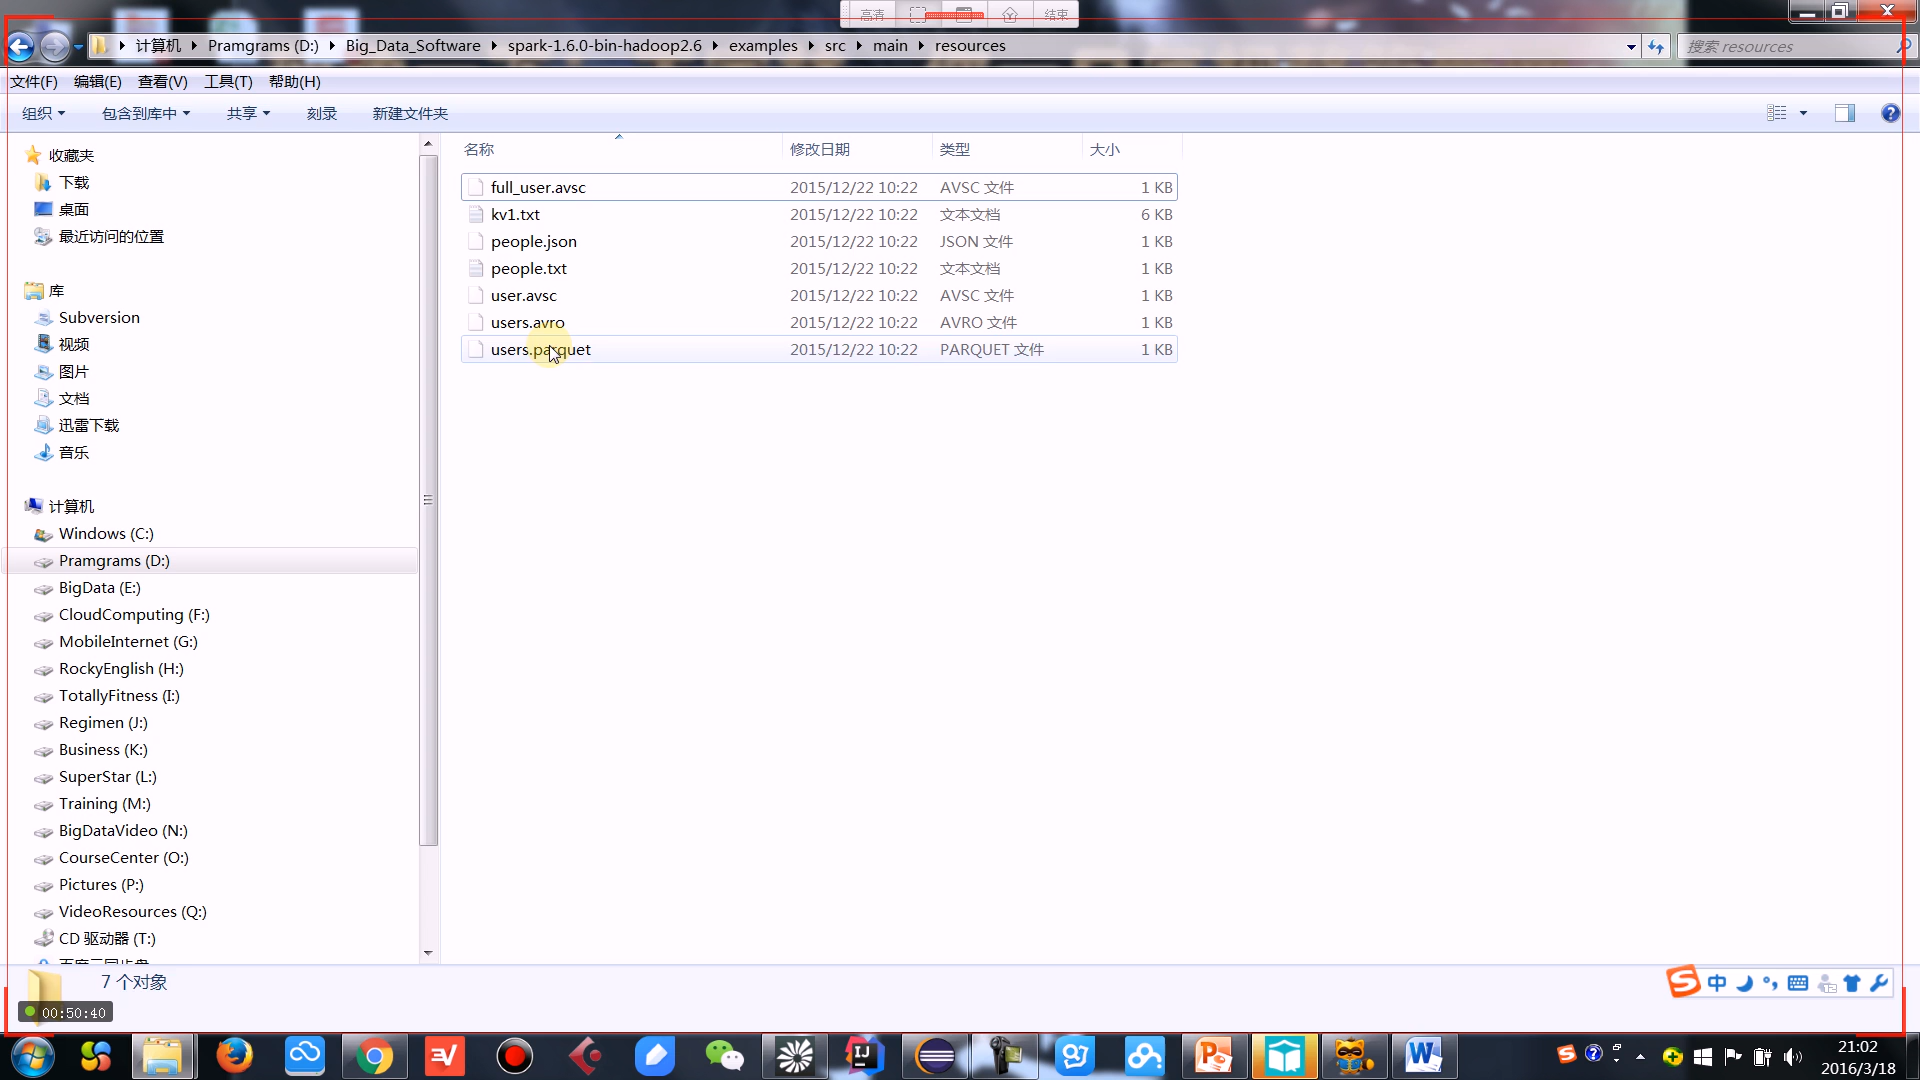 高清 结束
计算机 Pramgrams (D:) Big_Data_Software spark-1.6.0-bin-hadoop2.6 examples src main resources 搜索 resources
文件(F) 编辑(E) 查看(V) 工具(T) 帮助(H)
组织 包含到库中 共享 刻录 新建文件夹
收藏夹
下载
桌面
最近访问的位置
库
Subversion
视频
图片
文档
迅雷下载
音乐
计算机
Windows (C:)
Pramgrams (D:)
BigData (E:)
CloudComputing (F:)
MobileInternet (G:)
RockyEnglish (H:)
TotallyFitness (I:)
Regimen (J:)
Business (K:)
SuperStar (L:)
Training (M:)
BigDataVideo (N:)
CourseCenter (O:)
Pictures (P:)
VideoResources (Q:)
CD 驱动器 (T:)
名称 修改日期 类型 大小
full_user.avsc 2015/12/22 10:22 AVSC 文件 1 KB
kv1.txt 2015/12/22 10:22 文本文档 6 KB
people.json 2015/12/22 10:22 JSON 文件 1 KB
people.txt 2015/12/22 10:22 文本文档 1 KB
user.avsc 2015/12/22 10:22 AVSC 文件 1 KB
users.avro 2015/12/22 10:22 AVRO 文件 1 KB
users.parquet 2015/12/22 10:22 PARQUET 文件 1 KB
7 个对象
00:50:40
中
21:02
2016/3/18